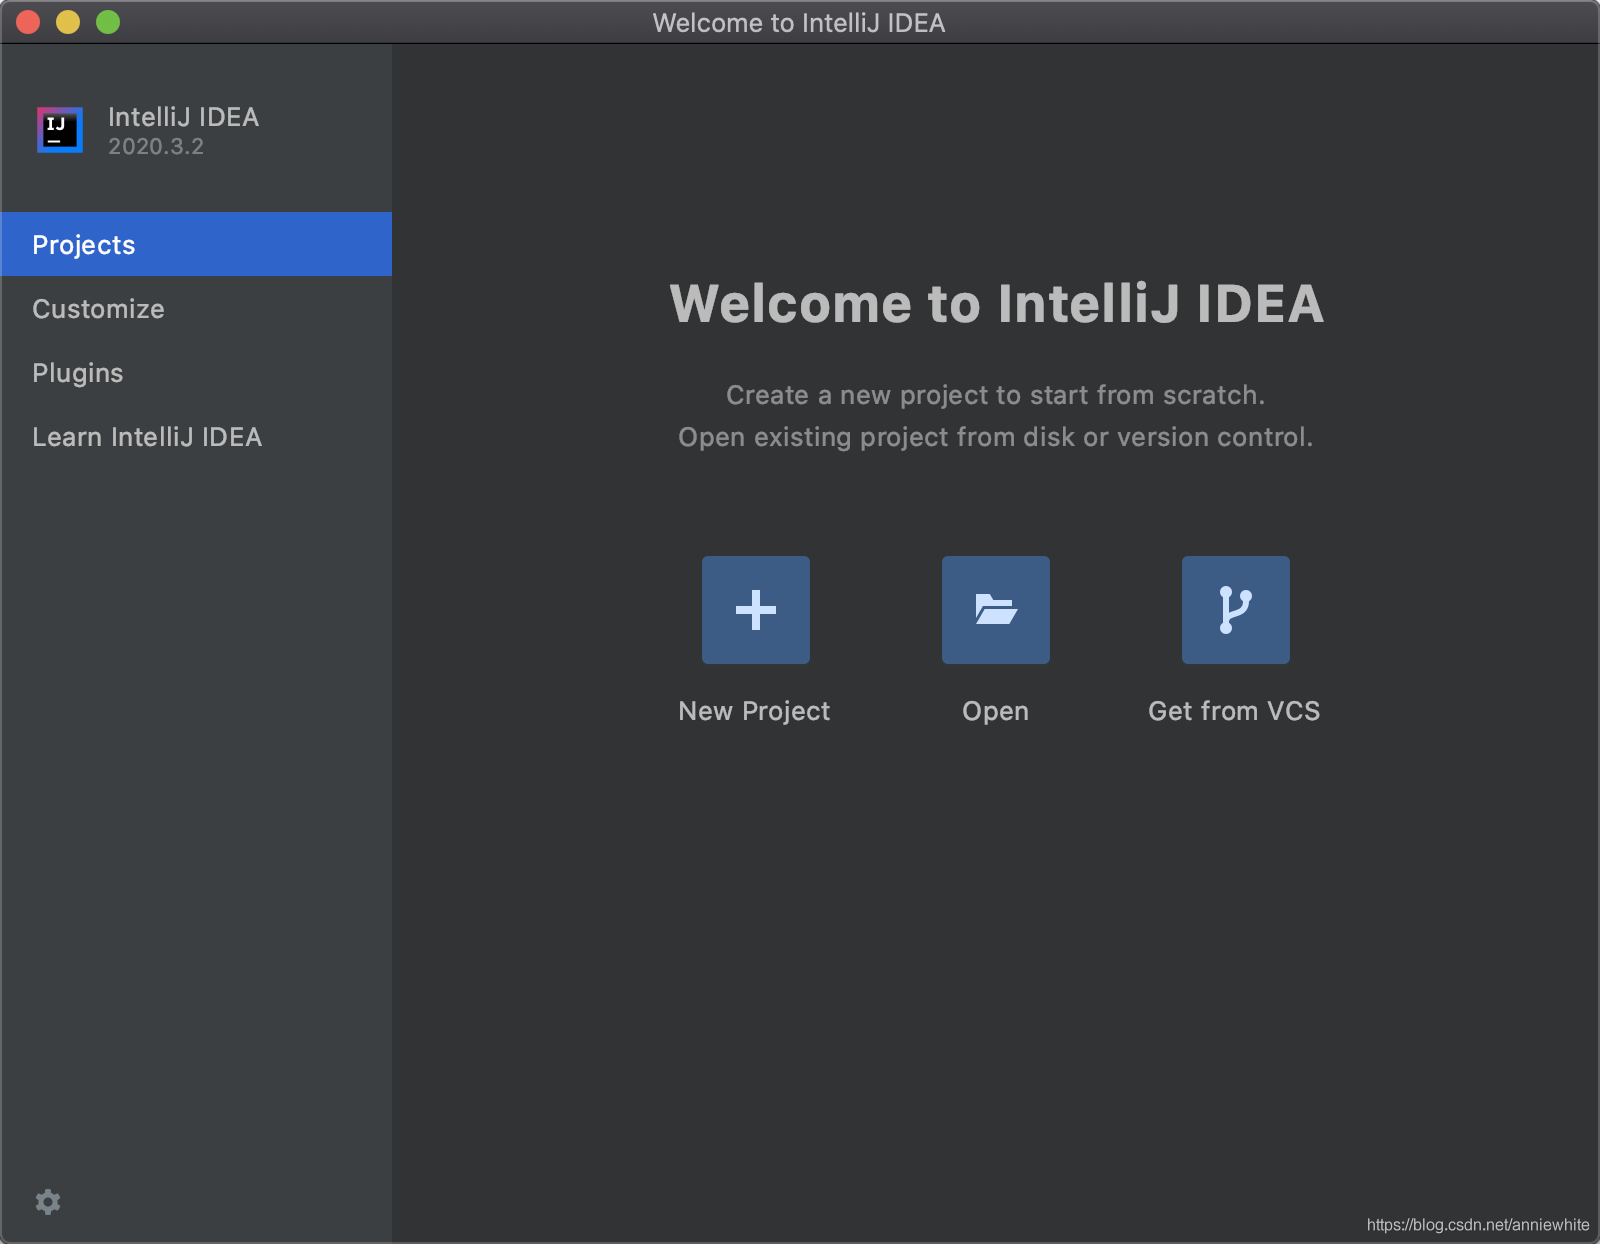 Welcome to IntelliJ IDEA
IJ
IntelliJ IDEA
2020.3.2
Projects
Customize
Plugins
Learn IntelliJ IDEA
Welcome to IntelliJ IDEA
Create a new project to start from scratch.
Open existing project from disk or version control.
New Project
Open
Get from VCS
https://blog.csdn.net/anniewhite